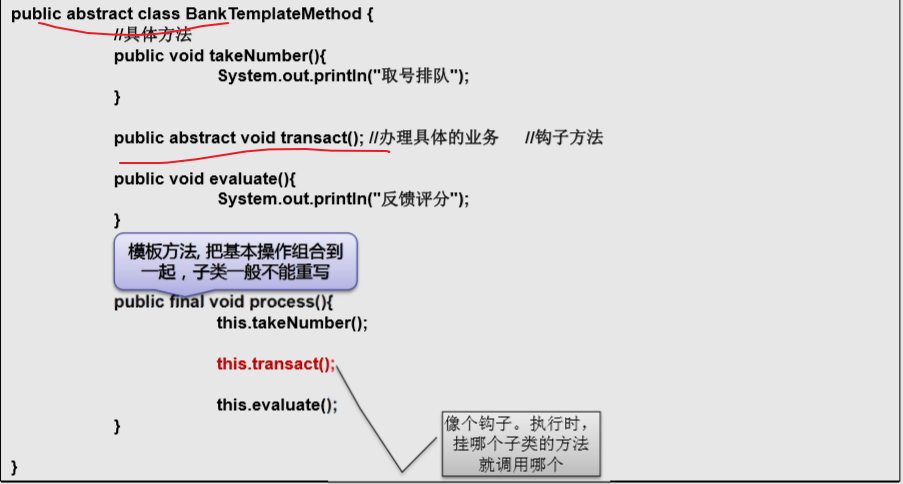 public abstract class BankTemplateMethod {
//具体方法
public void takeNumber(){
System.out.println("取号排队");
}
public abstract void transact(); //办理具体的业务 //钩子方法
public void evaluate(){
System.out.println("反馈评分");
}
模板方法, 把基本操作组合到
一起，子类一般不能重写
public final void process(){
this.takeNumber();
this.transact();
this.evaluate();
}
像个钩子。执行时，
挂哪个子类的方法
就调用哪个
}